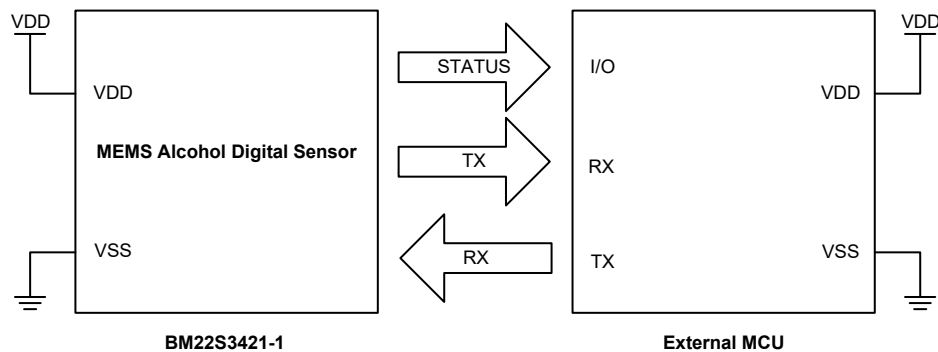 VDD
VDD
STATUS
I/O
VDD
VDD
MEMS Alcohol Digital Sensor
TX
RX
VSS
RX
TX
VSS
BM22S3421-1
External MCU